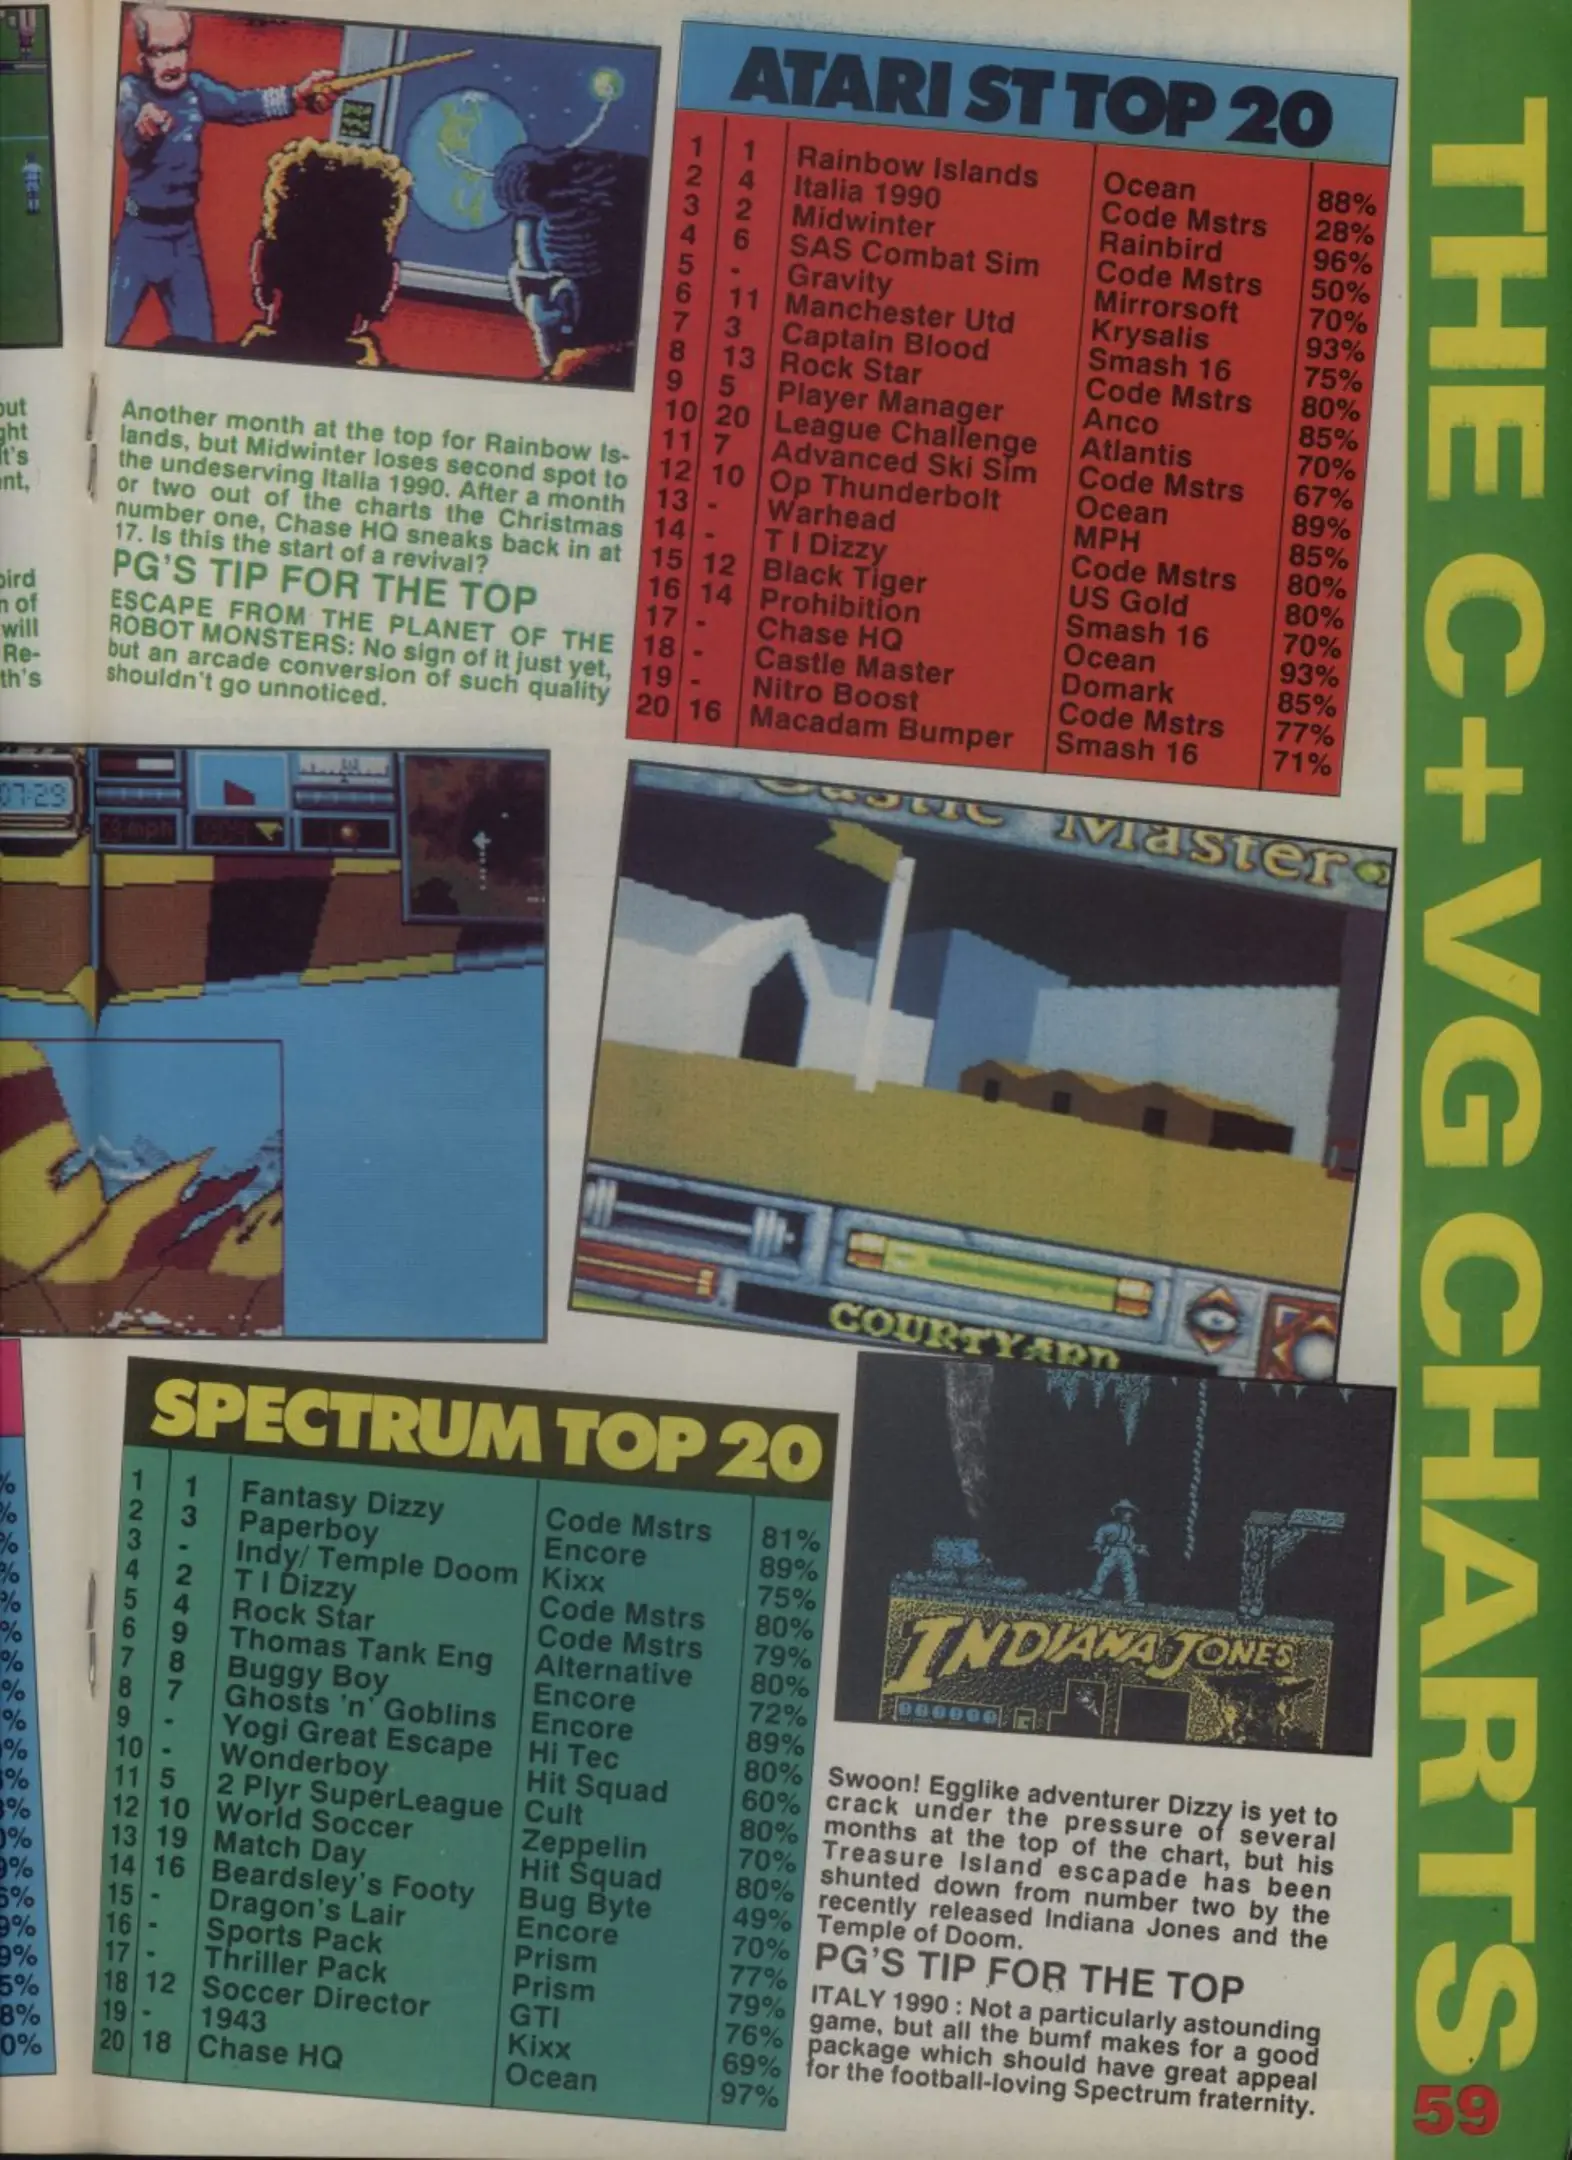 ATARI ST TOP 20
1 1 Rainbow Islands Ocean 88%
2 4 Italia 1990 Code Mstrs 28%
3 2 Midwinter Rainbird 96%
4 6 SAS Combat Sim Code Mstrs 50%
5 - Gravity Mirrorsoft 70%
6 11 Manchester Utd Krysalis 93%
7 3 Captain Blood Smash 16 75%
8 13 Rock Star Code Mstrs 80%
9 5 Player Manager Anco 85%
10 20 League Challenge Atlantis 70%
11 7 Advanced Ski Sim Code Mstrs 67%
12 10 Op Thunderbolt Ocean 89%
13 - Warhead MPH 85%
14 - T I Dizzy Code Mstrs 80%
15 12 Black Tiger US Gold 80%
16 14 Prohibition Smash 16 70%
17 - Chase HQ Ocean 93%
18 - Castle Master Domark 85%
19 - Nitro Boost Code Mstrs 77%
20 16 Macadam Bumper Smash 16 71%
Another month at the top for Rainbow Is-
lands, but Midwinter loses second spot to
the undeserving Italia 1990. After a month
or two out of the charts the Christmas
number one, Chase HQ sneaks back in at
17. Is this the start of a revival?
PG'S TIP FOR THE TOP
ESCAPE FROM THE PLANET OF THE
ROBOT MONSTERS: No sign of it just yet,
but an arcade conversion of such quality
shouldn't go unnoticed.
07:29
mph
Castle Master
COURTYARD
SPECTRUM TOP 20
1 1 Fantasy Dizzy Code Mstrs 81%
2 3 Paperboy Encore 89%
3 - Indy/ Temple Doom Kixx 75%
4 2 T I Dizzy Code Mstrs 80%
5 4 Rock Star Code Mstrs 79%
6 9 Thomas Tank Eng Alternative 80%
7 8 Buggy Boy Encore 72%
8 7 Ghosts 'n' Goblins Encore 89%
9 - Yogi Great Escape Hi Tec 80%
10 - Wonderboy Hit Squad 60%
11 5 2 Plyr SuperLeague Cult 80%
12 10 World Soccer Zeppelin 70%
13 19 Match Day Hit Squad 80%
14 16 Beardsley's Footy Bug Byte 49%
15 - Dragon's Lair Encore 70%
16 - Sports Pack Prism 77%
17 - Thriller Pack Prism 79%
18 12 Soccer Director GTI 76%
19 - 1943 Kixx 69%
20 18 Chase HQ Ocean 97%
INDIANA JONES
Swoon! Egglike adventurer Dizzy is yet to
crack under the pressure of several
months at the top of the chart, but his
Treasure Island escapade has been
shunted down from number two by the
recently released Indiana Jones and the
Temple of Doom.
PG'S TIP FOR THE TOP
ITALY 1990 : Not a particularly astounding
game, but all the bumf makes for a good
package which should have great appeal
for the football-loving Spectrum fraternity.
THE C+VG CHARTS
59